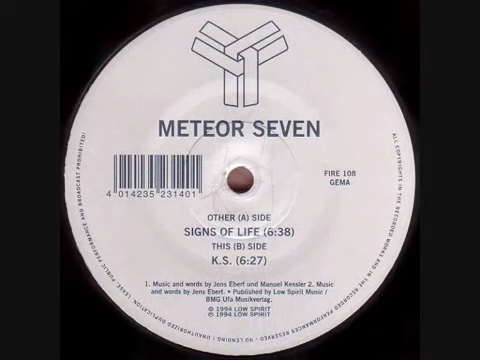 METEOR SEVEN
4 014235 231401
FIRE 108
GEMA
OTHER (A) SIDE
SIGNS OF LIFE (6:38)
THIS (B) SIDE
K.S. (6:27)
1. Music and words by Jens Ebert und Manuel Kessler 2. Music
and words by Jens Ebert. • Published by Low Spirit Music /
BMG Ufa Musikverlag.
℗ 1994 LOW SPIRIT
© 1994 LOW SPIRIT
ALL COPYRIGHTS IN THE RECORDED WORKS AND IN THE RECORDED PERFORMANCES RESERVED · NO LENDING / UNAUTHORIZED DUPLICATION, LEASE, PUBLIC PERFORMANCE AND BROADCAST PROHIBITED!